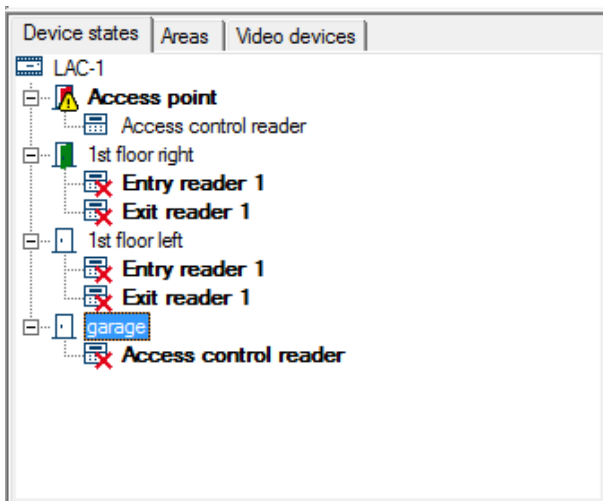 Device states Areas Video devices
LAC-1
Access point
Access control reader
1st floor right
Entry reader 1
Exit reader 1
1st floor left
Entry reader 1
Exit reader 1
garage
Access control reader